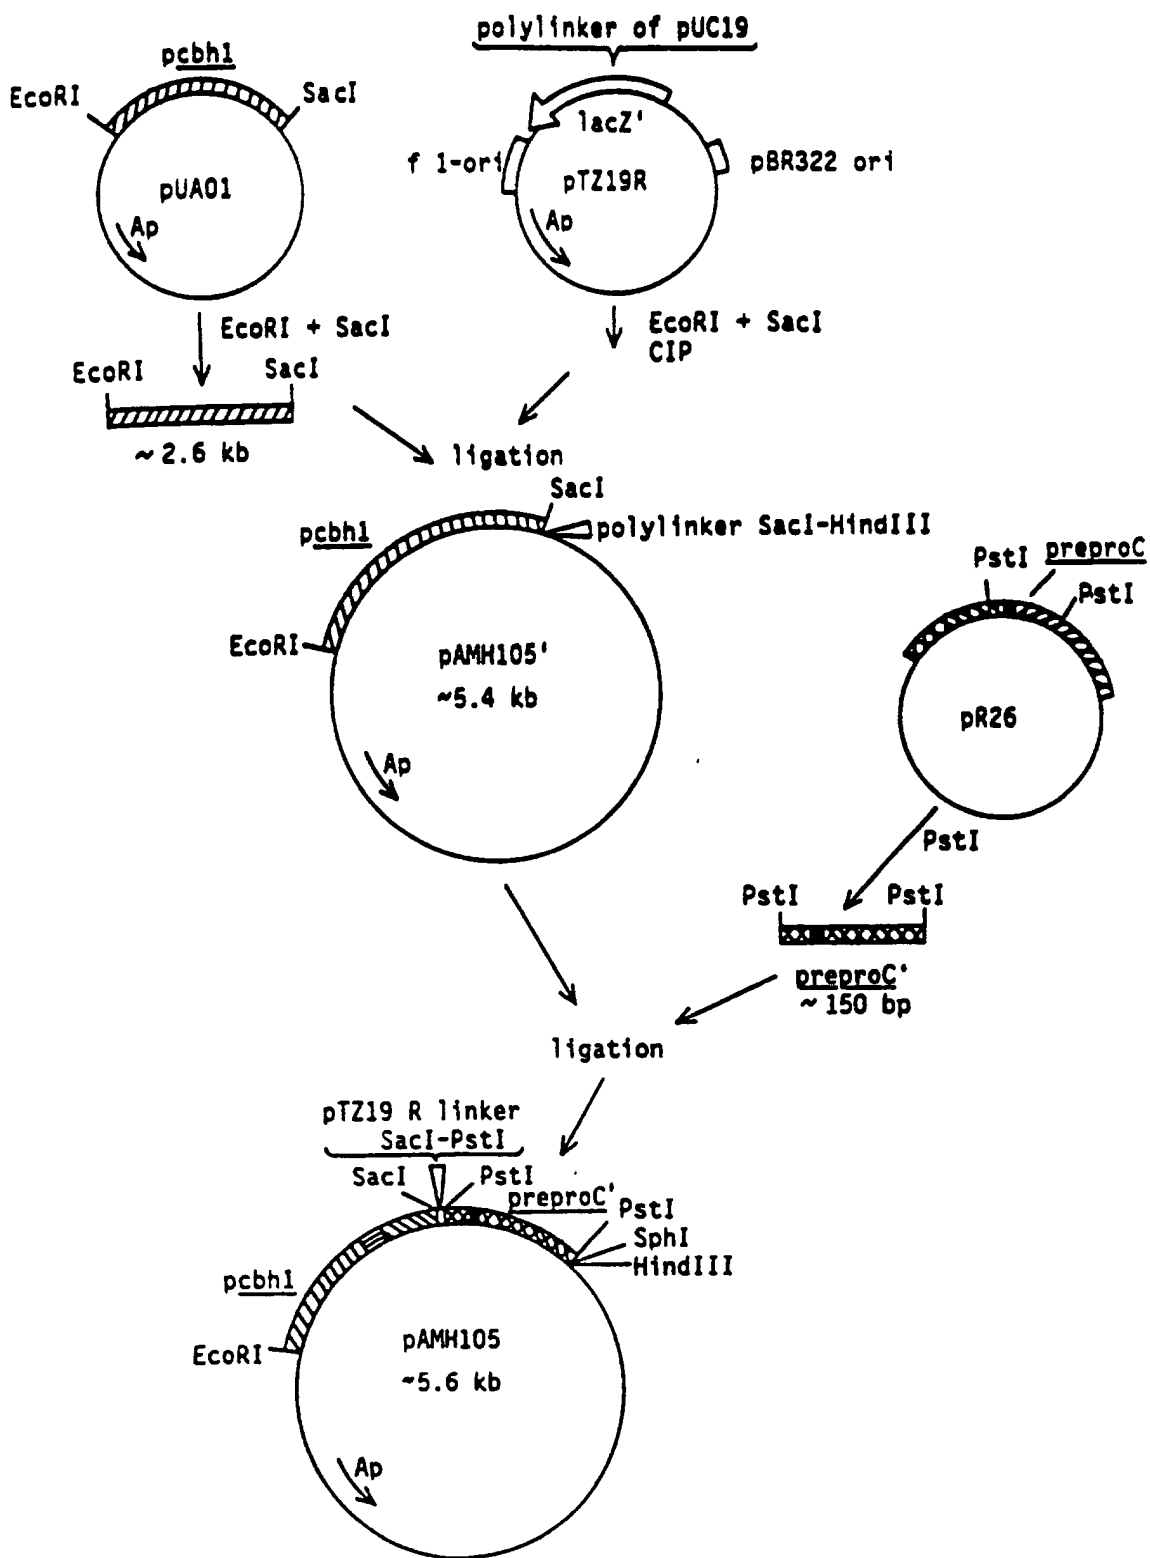 polylinker of pUC19
pcbh1
EcoRI
SacI
pUA01
Ap
lacZ'
f 1-ori
pBR322 ori
pTZ19R
Ap
EcoRI + SacI
EcoRI + SacI
CIP
EcoRI
SacI
~ 2.6 kb
ligation
SacI
polylinker SacI-HindIII
pcbh1
EcoRI
pAMH105'
~5.4 kb
Ap
PstI
preproC
PstI
pR26
PstI
PstI
PstI
preproC'
~ 150 bp
ligation
pTZ19 R linker
SacI-PstI
SacI
PstI
preproC'
PstI
SphI
HindIII
pcbh1
EcoRI
pAMH105
~5.6 kb
Ap